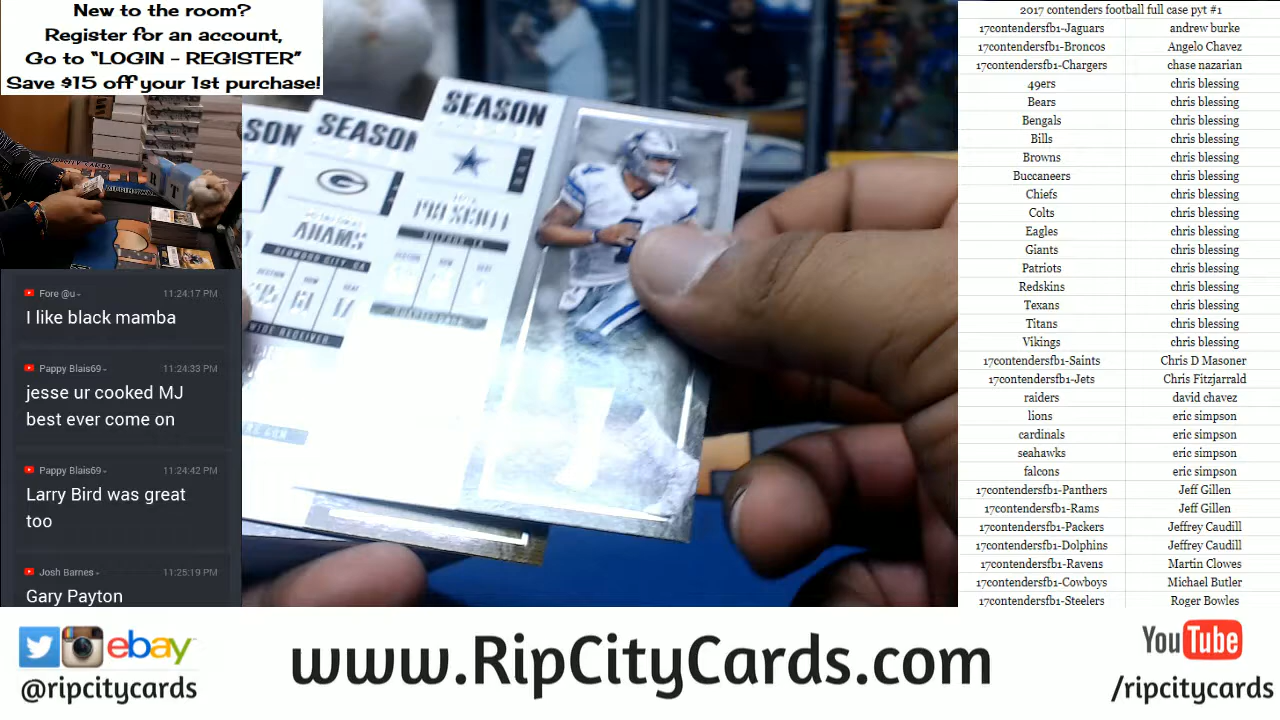 New to the room?
Register for an account,
Go to “LOGIN - REGISTER”
Save $15 off your 1st purchase!
Fore @u - 11:24:17 PM
I like black mamba
Pappy Blais69 - 11:24:33 PM
jesse ur cooked MJ
best ever come on
Pappy Blais69 - 11:24:42 PM
Larry Bird was great
too
Josh Barnes - 11:25:19 PM
Gary Payton
SEASON
SEASON
PRESCOTT
ADAMS
REDWOOD CITY, CA
WIDE RECEIVER
QUARTERBACK
2017 contenders football full case pyt #1
17contendersfb1-Jaguars andrew burke
17contendersfb1-Broncos Angelo Chavez
17contendersfb1-Chargers chase nazarian
49ers chris blessing
Bears chris blessing
Bengals chris blessing
Bills chris blessing
Browns chris blessing
Buccaneers chris blessing
Chiefs chris blessing
Colts chris blessing
Eagles chris blessing
Giants chris blessing
Patriots chris blessing
Redskins chris blessing
Texans chris blessing
Titans chris blessing
Vikings chris blessing
17contendersfb1-Saints Chris D Masoner
17contendersfb1-Jets Chris Fitzjarrald
raiders david chavez
lions eric simpson
cardinals eric simpson
seahawks eric simpson
falcons eric simpson
17contendersfb1-Panthers Jeff Gillen
17contendersfb1-Rams Jeff Gillen
17contendersfb1-Packers Jeffrey Caudill
17contendersfb1-Dolphins Jeffrey Caudill
17contendersfb1-Ravens Martin Clowes
17contendersfb1-Cowboys Michael Butler
17contendersfb1-Steelers Roger Bowles
ebay
@ripcitycards
www.RipCityCards.com
YouTube
/ripcitycards